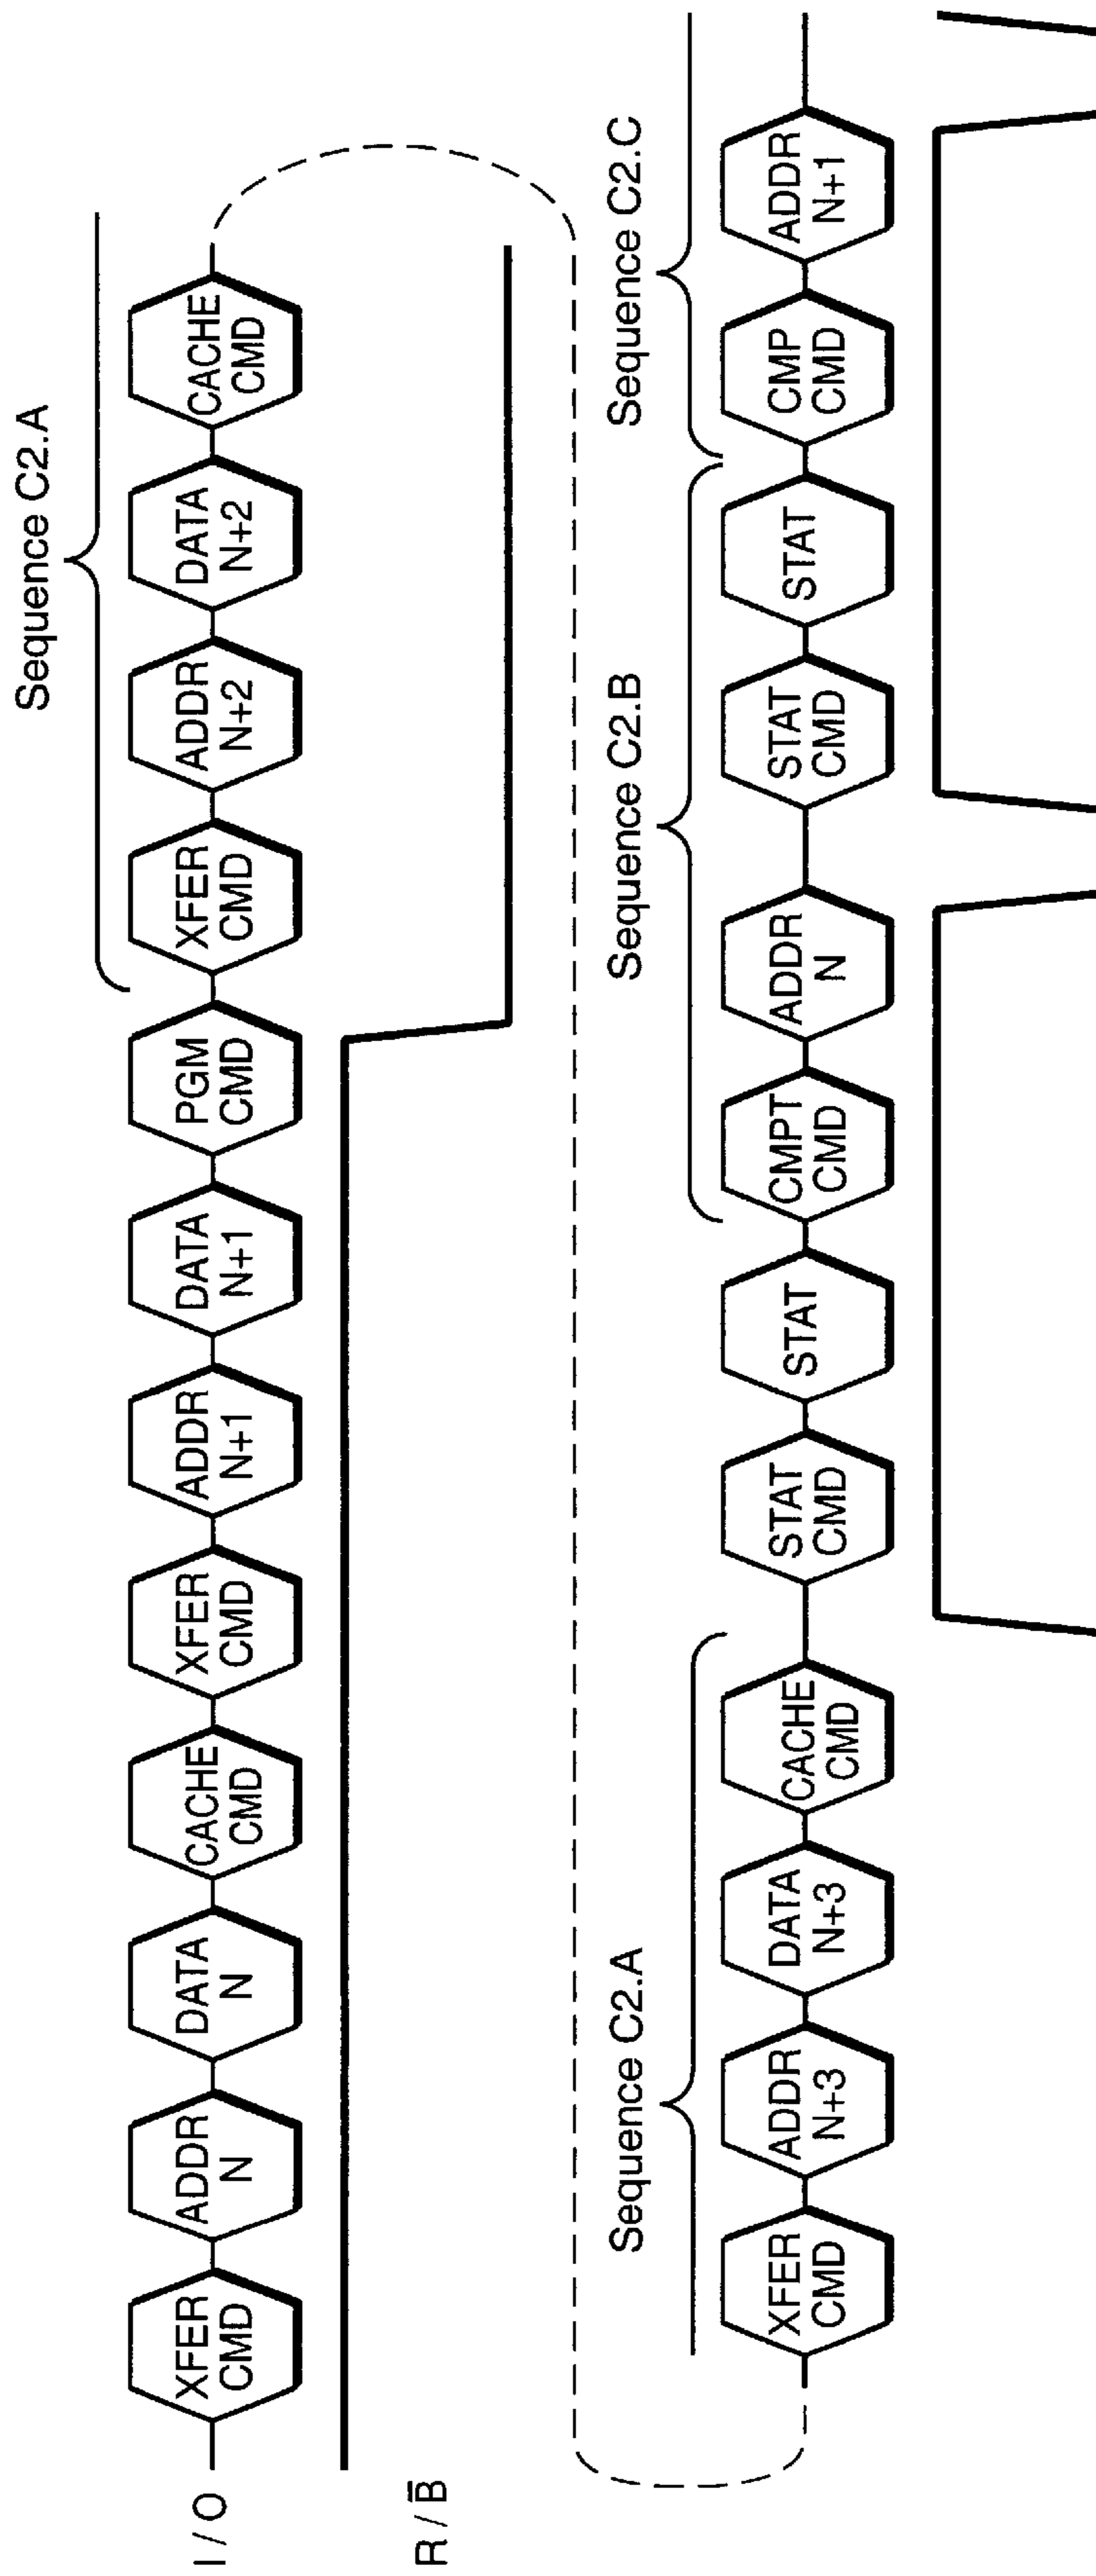 Sequence C2.A
I / O
XFER
CMD
ADDR
N
DATA
N
CACHE
CMD
XFER
CMD
ADDR
N+1
DATA
N+1
PGM
CMD
XFER
CMD
ADDR
N+2
DATA
N+2
CACHE
CMD
R / B̅
Sequence C2.A
Sequence C2.B
Sequence C2.C
XFER
CMD
ADDR
N+3
DATA
N+3
CACHE
CMD
STAT
CMD
STAT
CMPT
CMD
ADDR
N
STAT
CMD
STAT
CMP
CMD
ADDR
N+1